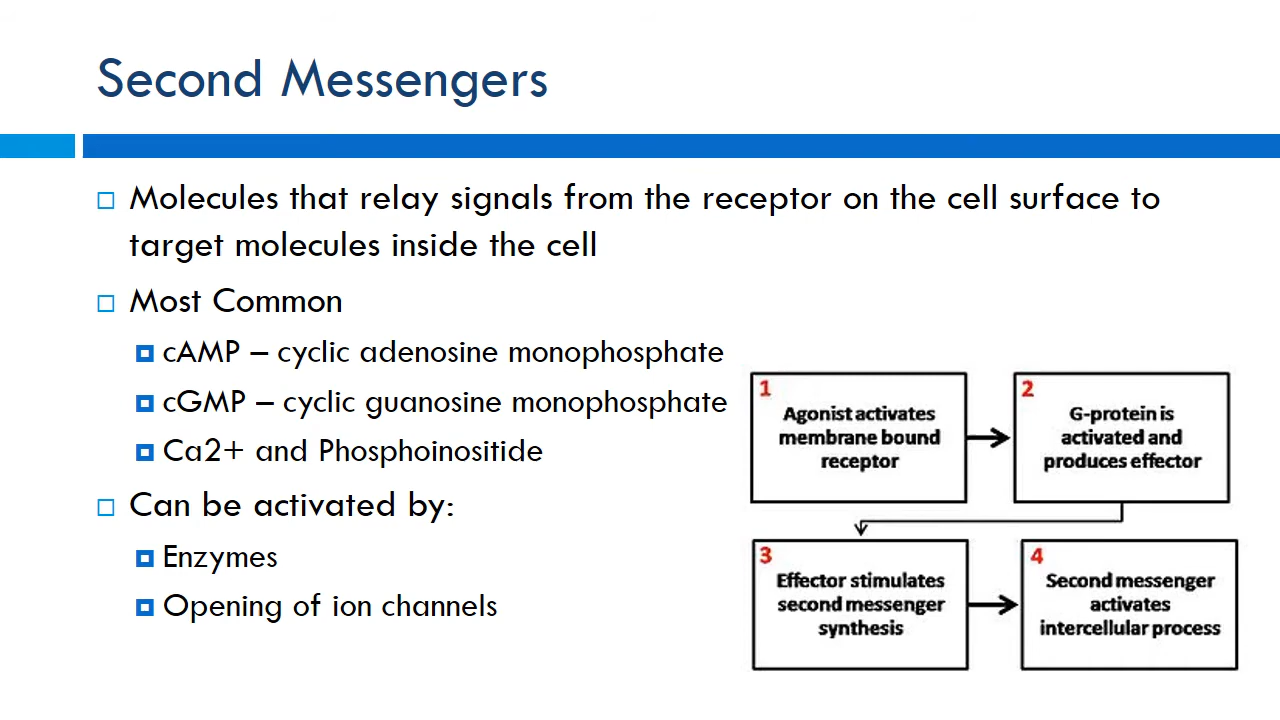 Second Messengers
Molecules that relay signals from the receptor on the cell surface to
target molecules inside the cell
Most Common
cAMP – cyclic adenosine monophosphate
cGMP – cyclic guanosine monophosphate
Ca2+ and Phosphoinositide
Can be activated by:
Enzymes
Opening of ion channels
1
Agonist activates
membrane bound
receptor
2
G-protein is
activated and
produces effector
3
Effector stimulates
second messenger
synthesis
4
Second messenger
activates
intercellular process